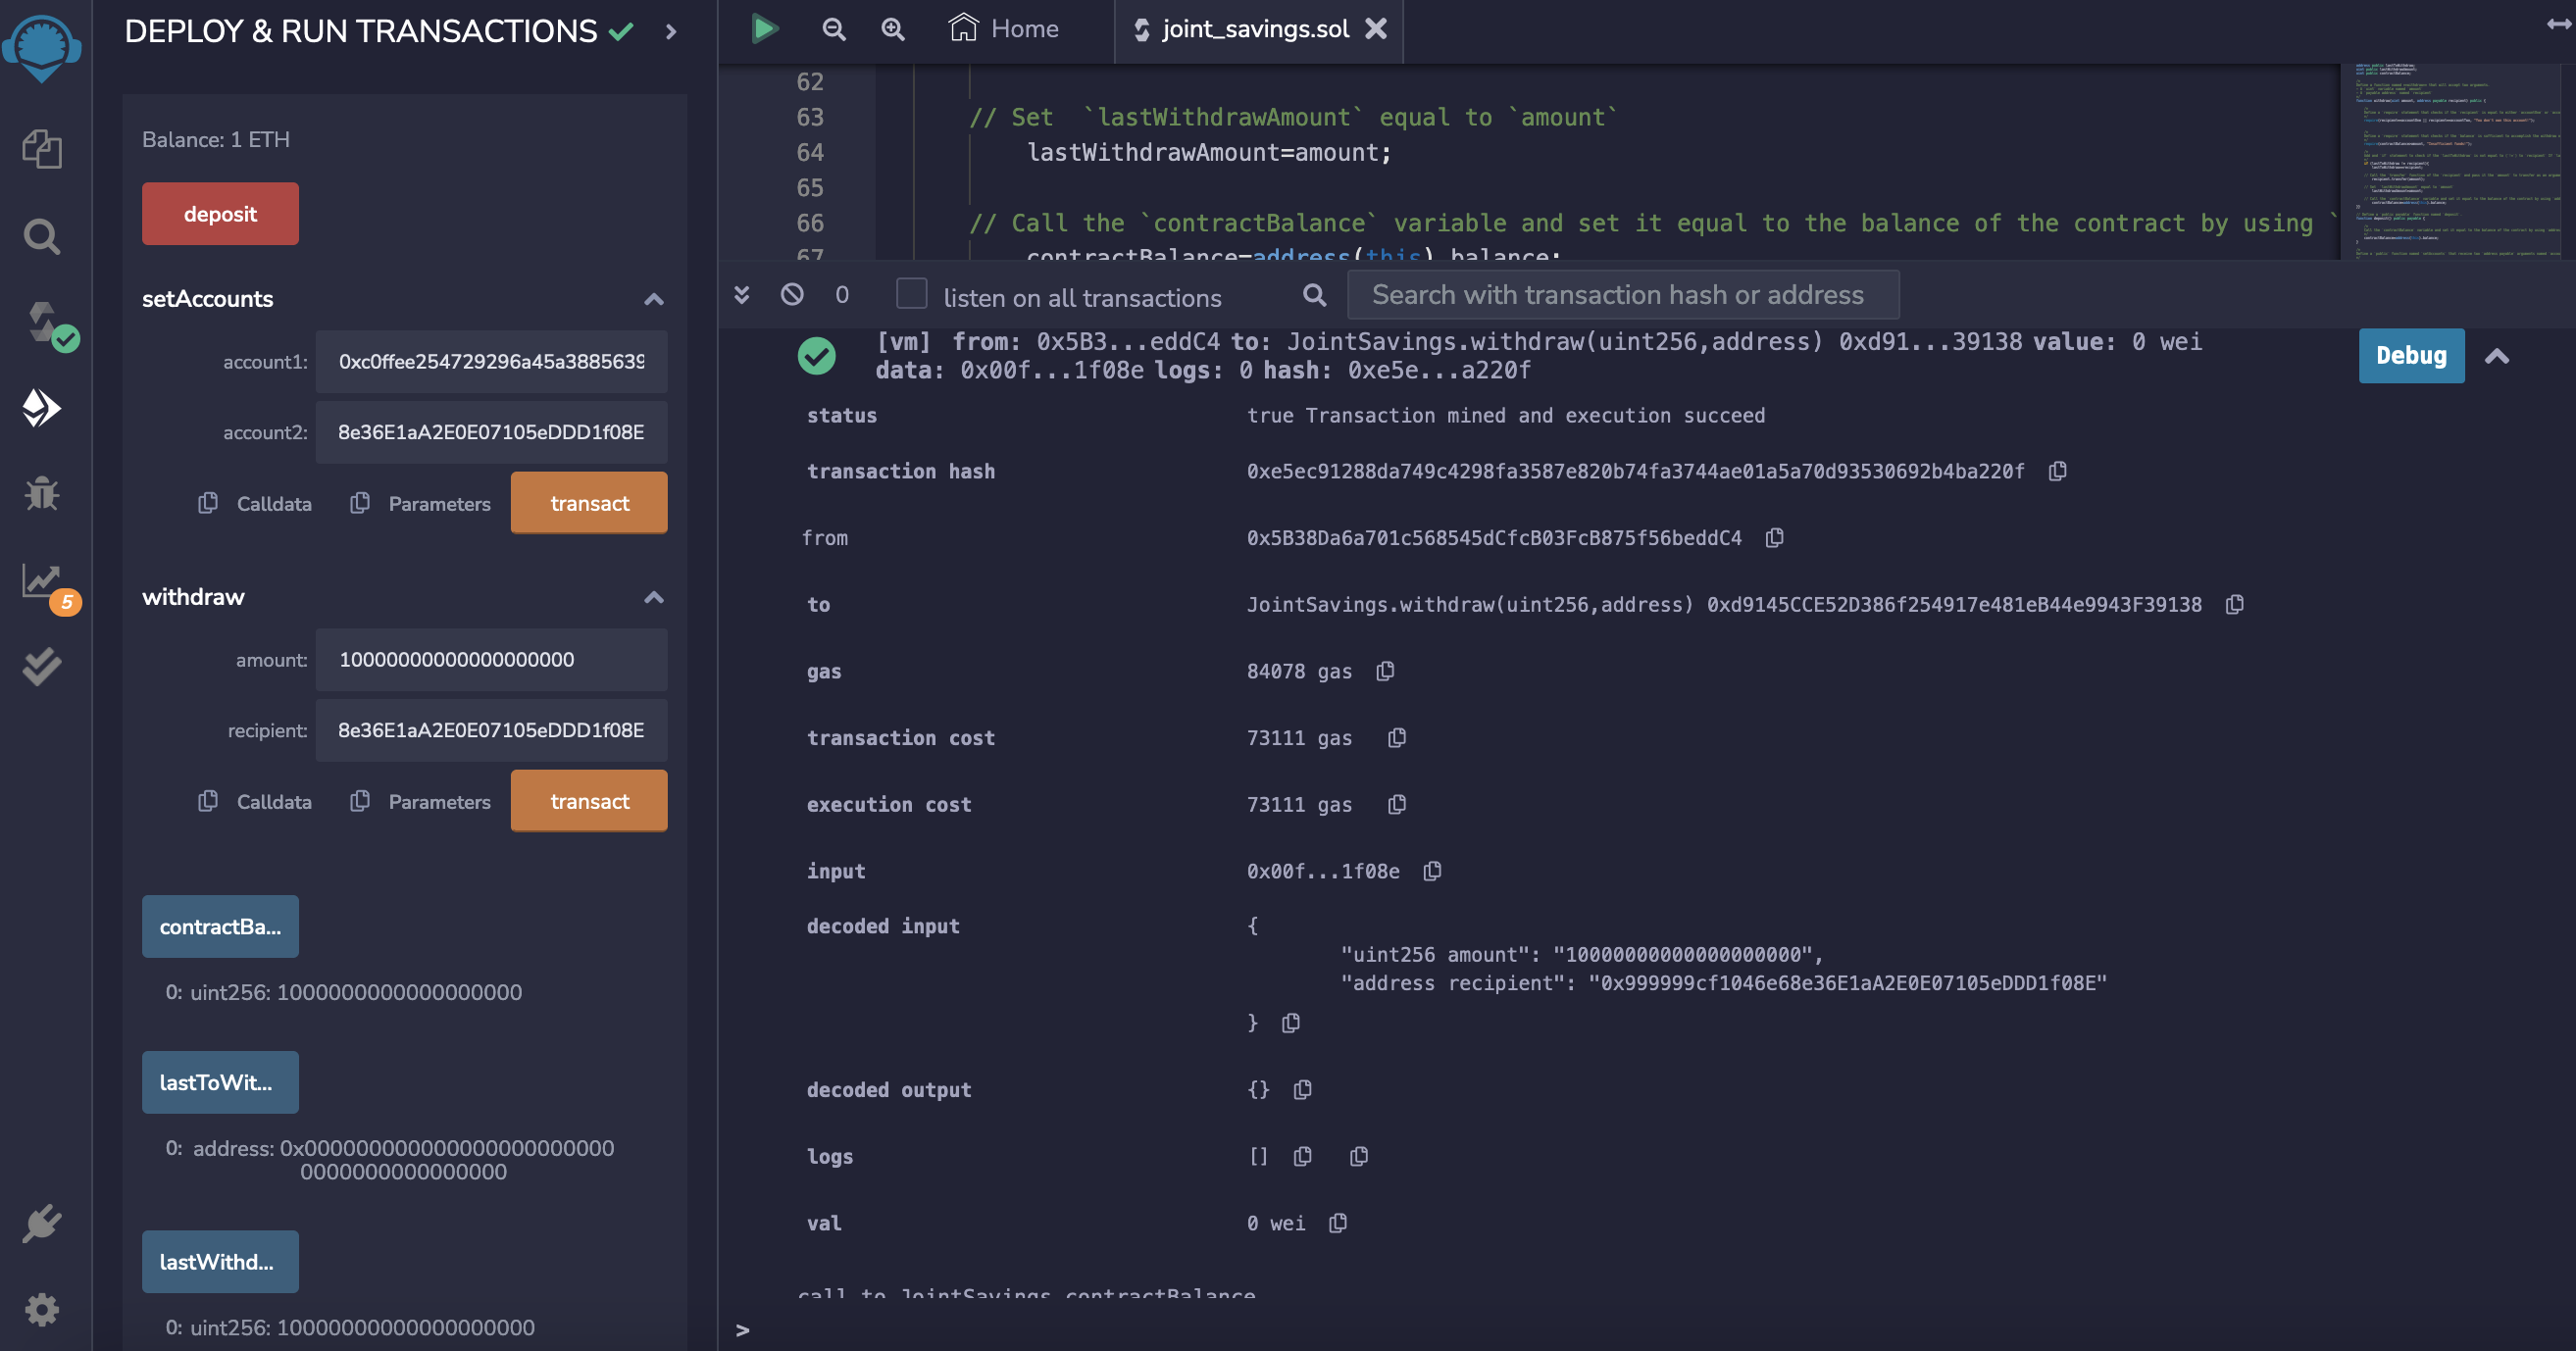 DEPLOY & RUN TRANSACTIONS
Balance: 1 ETH
deposit
setAccounts
account1: 0xc0ffee254729296a45a3885639
account2: 8e36E1aA2E0E07105eDDD1f08E
Calldata Parameters transact
withdraw
amount: 10000000000000000000
recipient: 8e36E1aA2E0E07105eDDD1f08E
Calldata Parameters transact
contractBa...
0: uint256: 1000000000000000000
lastToWit...
0: address: 0x0000000000000000000000000
000000000000000
lastWithd...
0: uint256: 10000000000000000000
5
Home
joint_savings.sol
62
63 // Set  `lastWithdrawAmount` equal to `amount`
64 lastWithdrawAmount=amount;
65
66 // Call the `contractBalance` variable and set it equal to the balance of the contract by using `
67 contractBalance=address(this).balance;
0 listen on all transactions Search with transaction hash or address
[vm] from: 0x5B3...eddC4 to: JointSavings.withdraw(uint256,address) 0xd91...39138 value: 0 wei
data: 0x00f...1f08e logs: 0 hash: 0xe5e...a220f
Debug
status true Transaction mined and execution succeed
transaction hash 0xe5ec91288da749c4298fa3587e820b74fa3744ae01a5a70d93530692b4ba220f
from 0x5B38Da6a701c568545dCfcB03FcB875f56beddC4
to JointSavings.withdraw(uint256,address) 0xd9145CCE52D386f254917e481eB44e9943F39138
gas 84078 gas
transaction cost 73111 gas
execution cost 73111 gas
input 0x00f...1f08e
decoded input {
"uint256 amount": "10000000000000000000",
"address recipient": "0x999999cf1046e68e36E1aA2E0E07105eDDD1f08E"
}
decoded output {}
logs []
val 0 wei
call to JointSavings.contractBalance
>